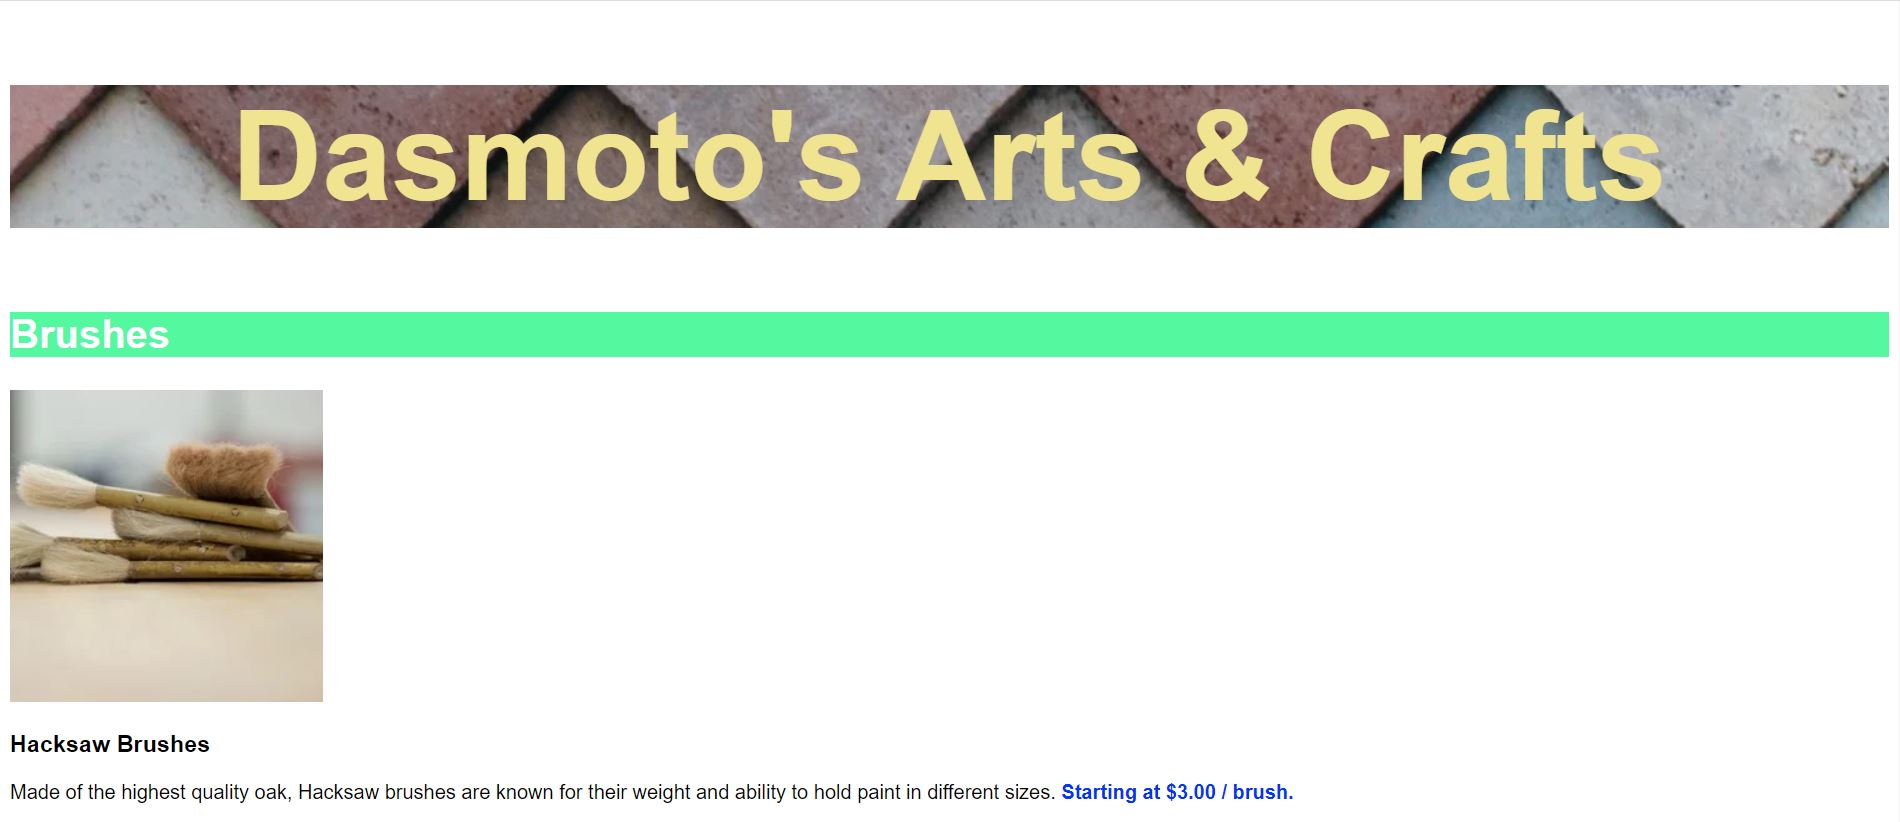 Dasmoto's Arts & Crafts
Brushes
Hacksaw Brushes
Made of the highest quality oak, Hacksaw brushes are known for their weight and ability to hold paint in different sizes. Starting at $3.00 / brush.